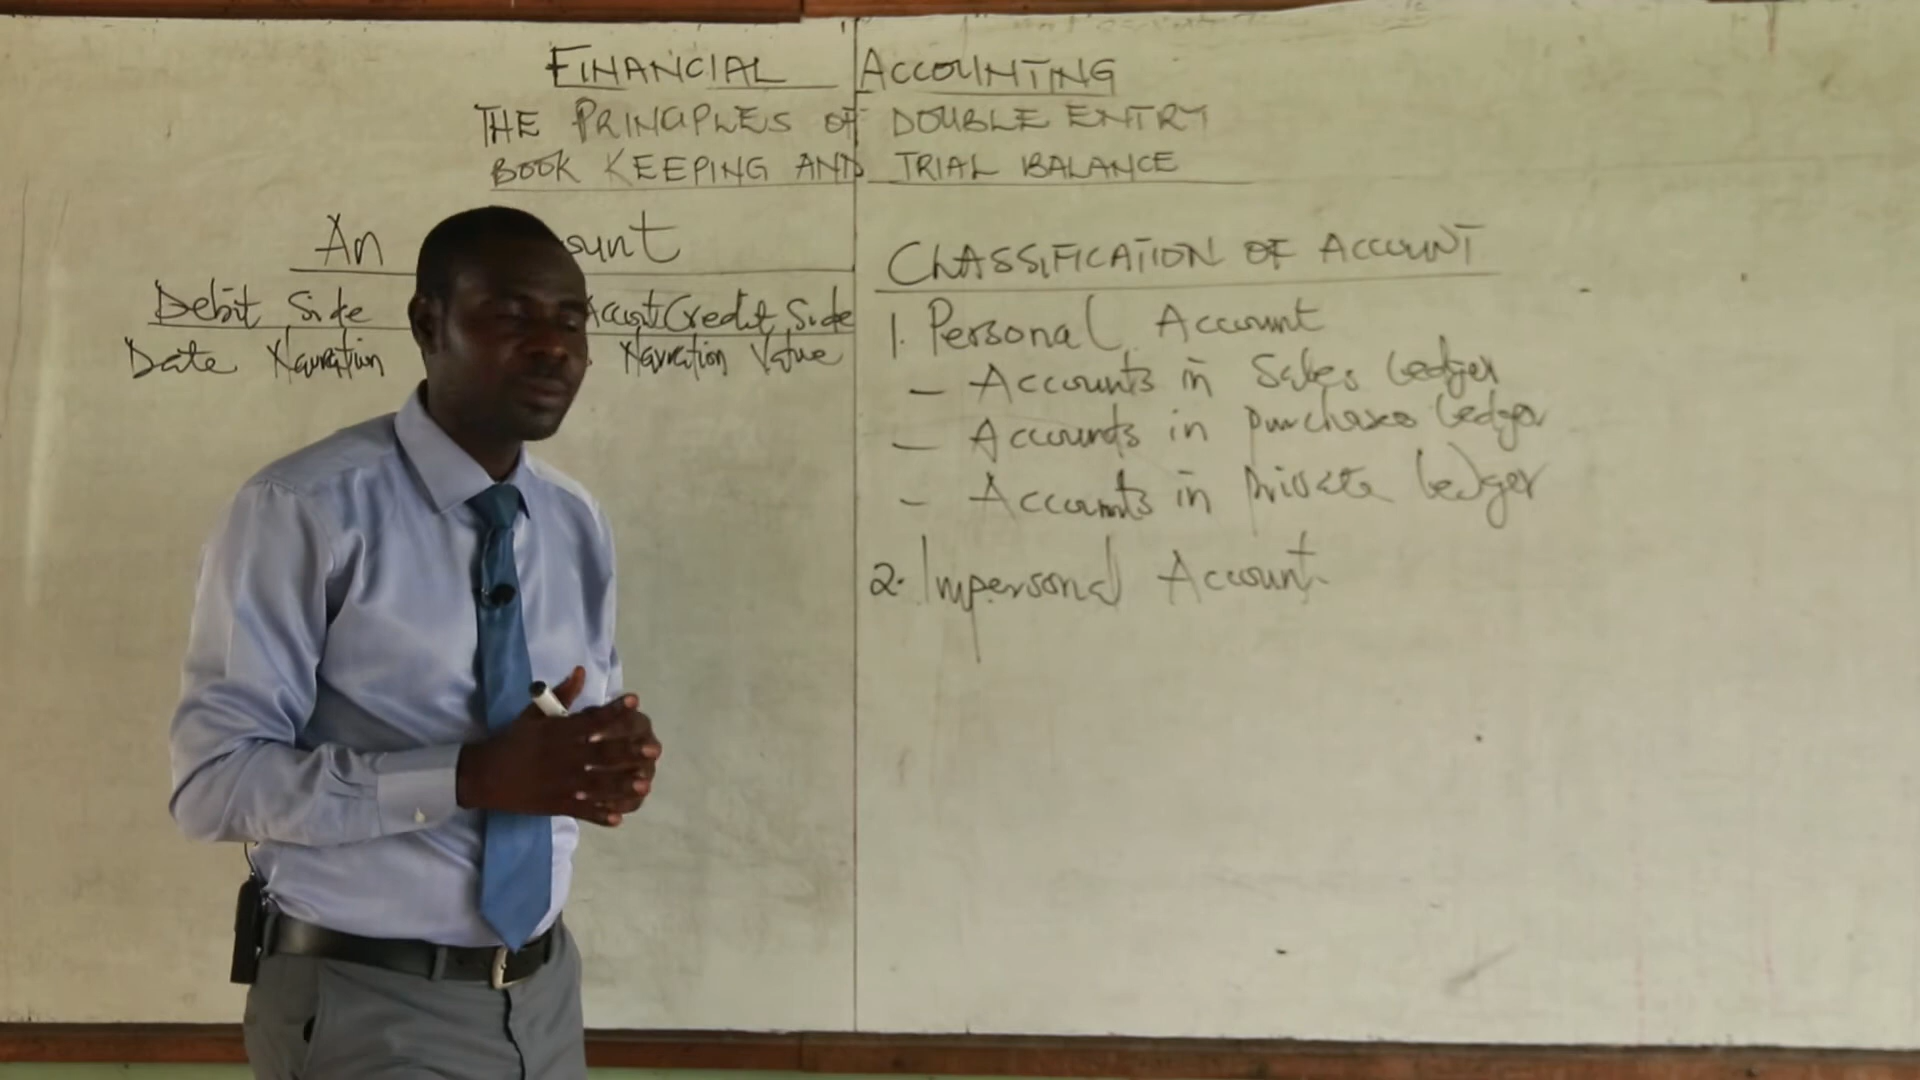 FINANCIAL ACCOUNTING
THE PRINCIPLES OF DOUBLE ENTRY
BOOK KEEPING AND TRIAL BALANCE
An ount
Debit Side Account Credit Side
Date Narration Narration Value
CLASSIFICATION OF ACCOUNT
1. Personal Account
- Accounts in Sales Ledger
- Accounts in purchases Ledger
- Accounts in private Ledger
2. Impersonal Account.